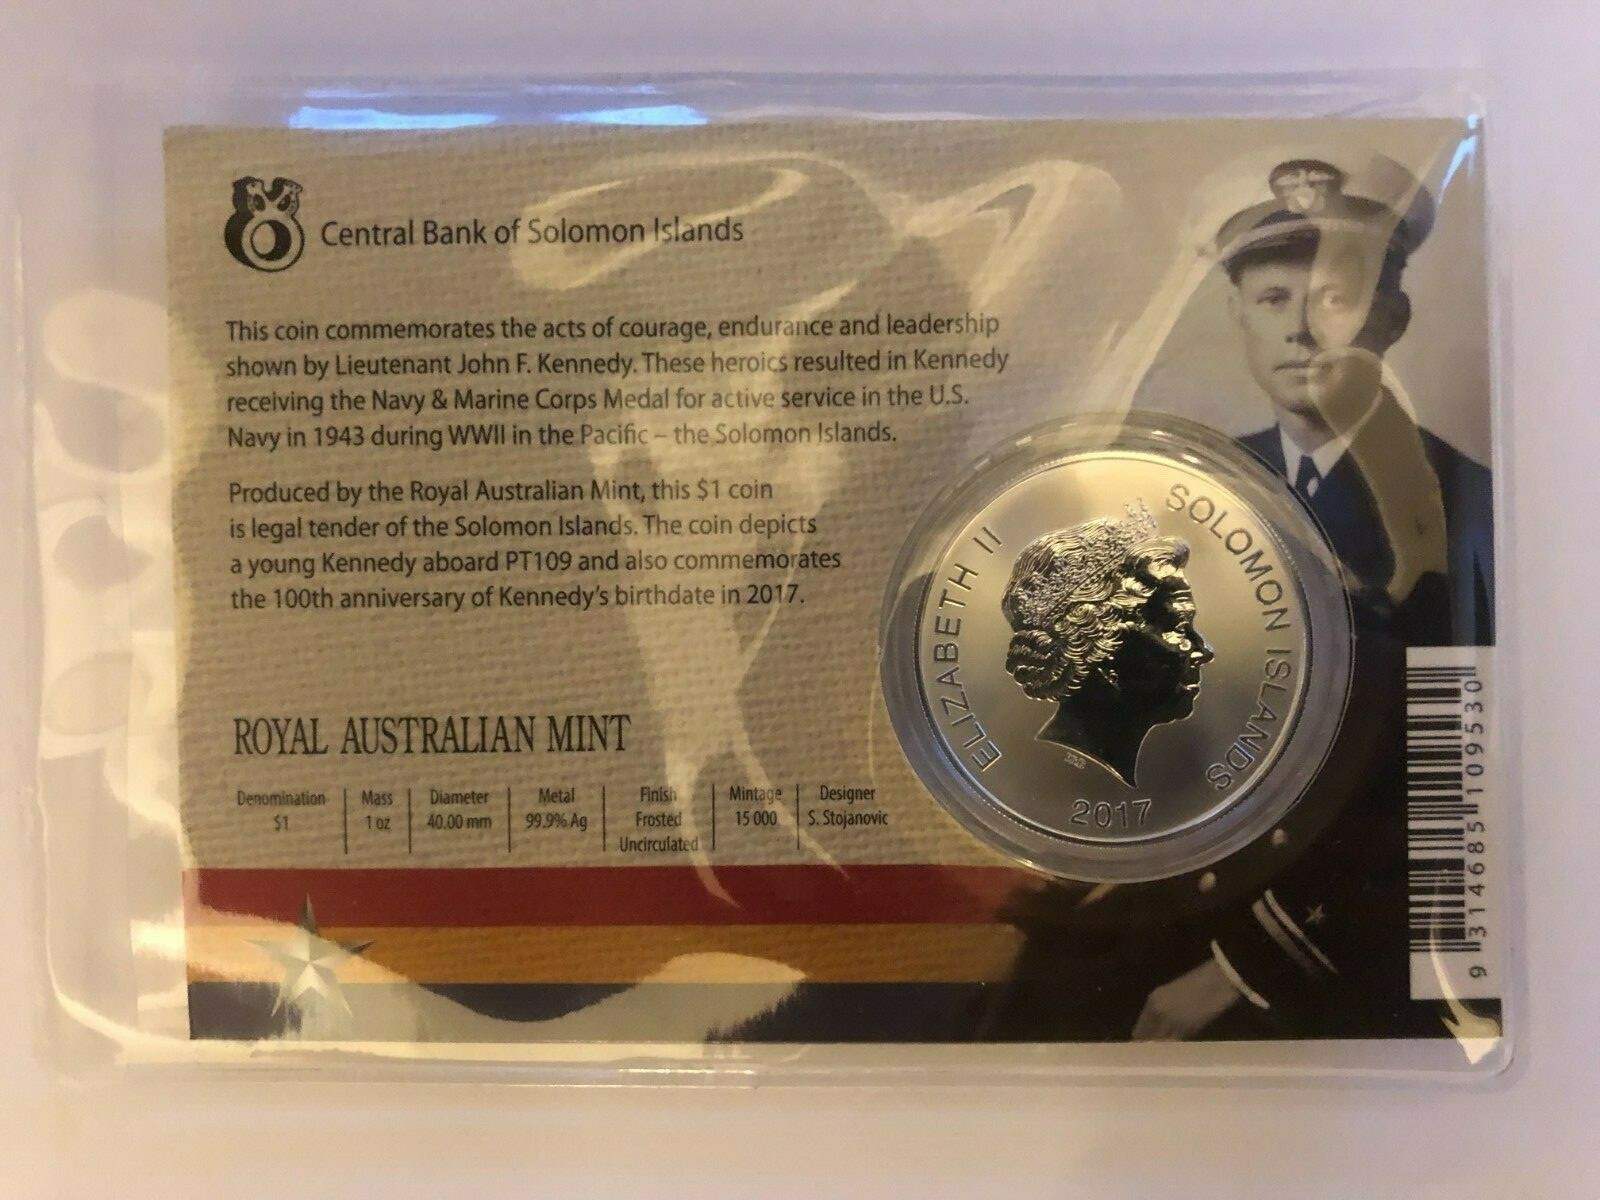 Central Bank of Solomon Islands
This coin commemorates the acts of courage, endurance and leadership
shown by Lieutenant John F. Kennedy. These heroics resulted in Kennedy
receiving the Navy & Marine Corps Medal for active service in the U.S.
Navy in 1943 during WWII in the Pacific – the Solomon Islands.
Produced by the Royal Australian Mint, this $1 coin
is legal tender of the Solomon Islands. The coin depicts
a young Kennedy aboard PT109 and also commemorates
the 100th anniversary of Kennedy's birthdate in 2017.
ROYAL AUSTRALIAN MINT
Denomination
$1
Mass
1 oz
Diameter
40.00 mm
Metal
99.9% Ag
Finish
Frosted
Uncirculated
Mintage
15 000
Designer
S. Stojanovic
ELIZABETH II
SOLOMON ISLANDS
2017
9 314685 109530